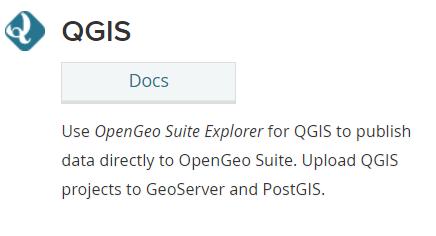 QGIS
Docs
Use OpenGeo Suite Explorer for QGIS to publish
data directly to OpenGeo Suite. Upload QGIS
projects to GeoServer and PostGIS.